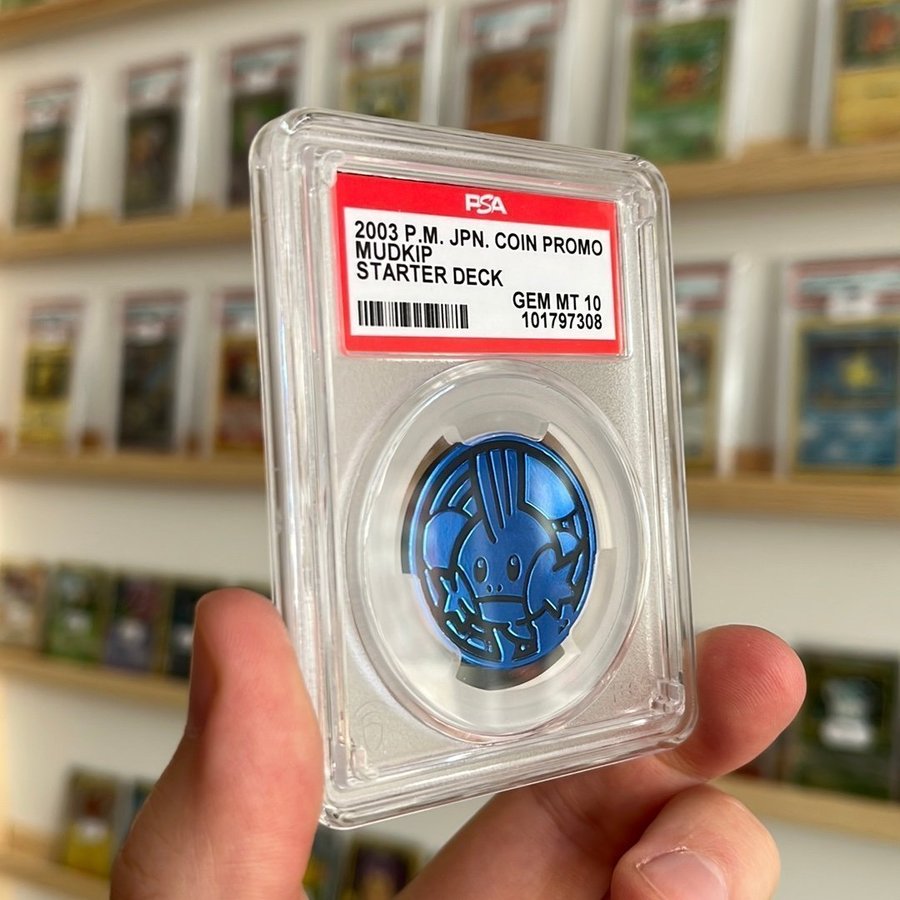 PSA
2003 P.M. JPN. COIN PROMO
MUDKIP
STARTER DECK
GEM MT 10
101797308